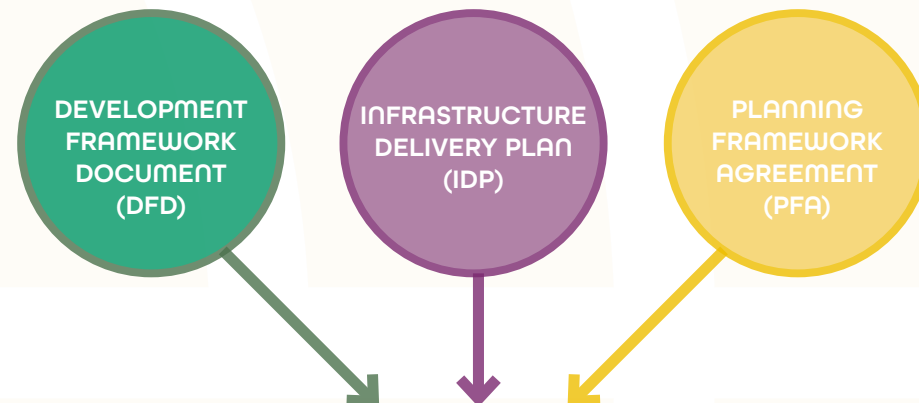 DEVELOPMENT
FRAMEWORK
DOCUMENT
(DFD)
INFRASTRUCTURE
DELIVERY PLAN
(IDP)
PLANNING
FRAMEWORK
AGREEMENT
(PFA)